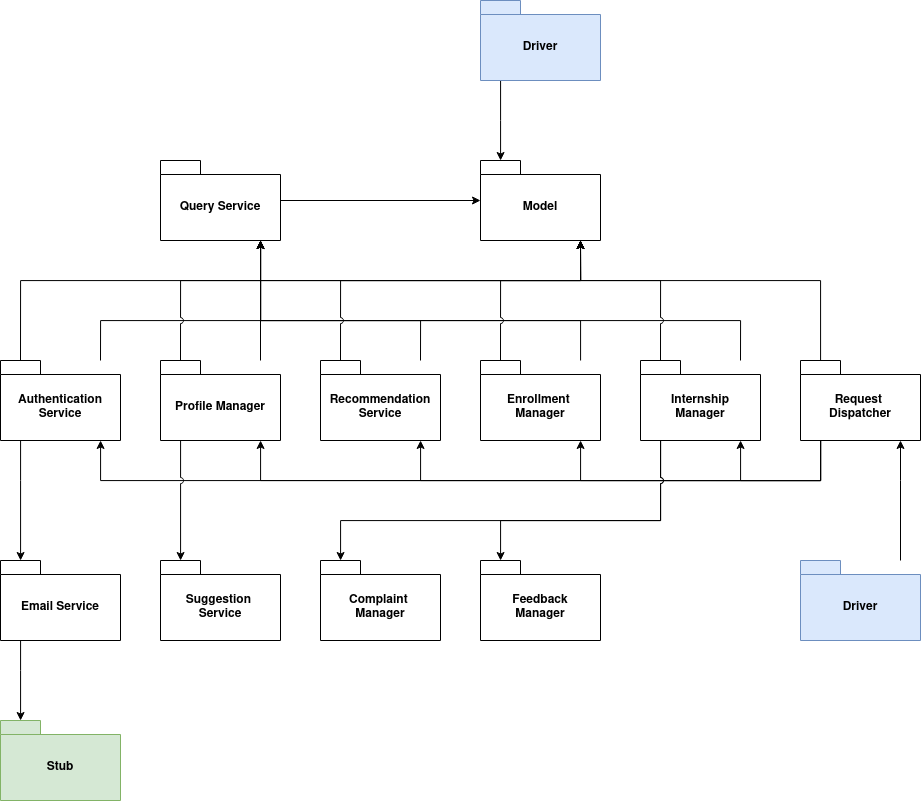 Driver
Query Service
Model
Authentication
Service
Profile Manager
Recommendation
Service
Enrollment
Manager
Internship
Manager
Request
Dispatcher
Email Service
Suggestion
Service
Complaint
Manager
Feedback
Manager
Driver
Stub